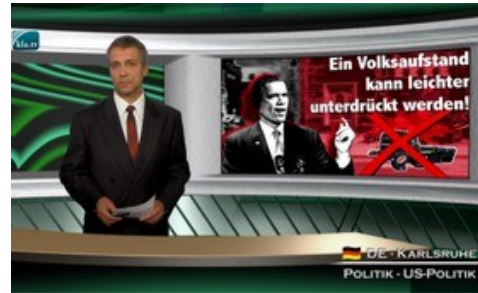 kla.tv
Ein Volksaufstand
kann leichter
unterdrückt werden!
DE - KARLSRUHE
POLITIK - US-POLITIK